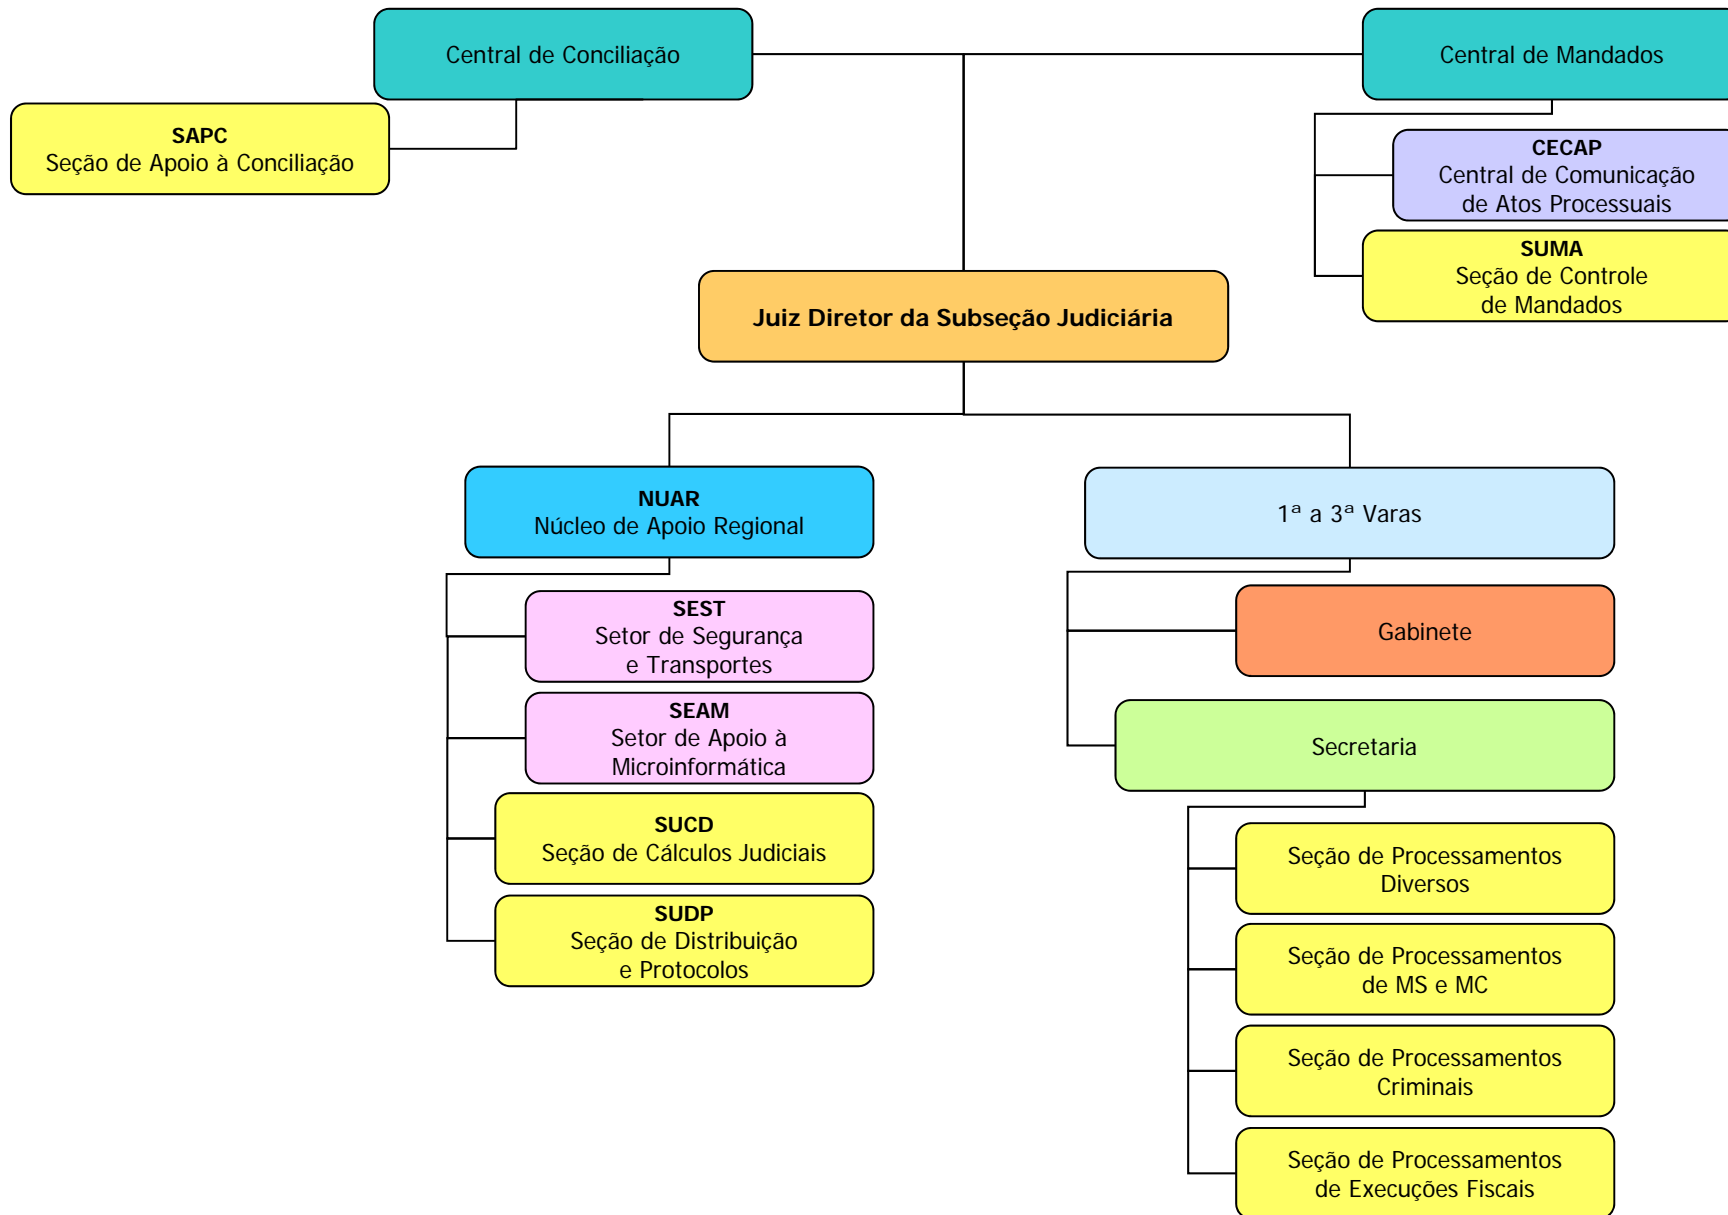 Central de Conciliação
Central de Mandados
SAPC
Seção de Apoio à Conciliação
CECAP
Central de Comunicação
de Atos Processuais
SUMA
Seção de Controle
de Mandados
Juiz Diretor da Subseção Judiciária
NUAR
Núcleo de Apoio Regional
SEST
Setor de Segurança
e Transportes
SEAM
Setor de Apoio à
Microinformática
SUCD
Seção de Cálculos Judiciais
SUDP
Seção de Distribuição
e Protocolos
1ª a 3ª Varas
Gabinete
Secretaria
Seção de Processamentos
Diversos
Seção de Processamentos
de MS e MC
Seção de Processamentos
Criminais
Seção de Processamentos
de Execuções Fiscais